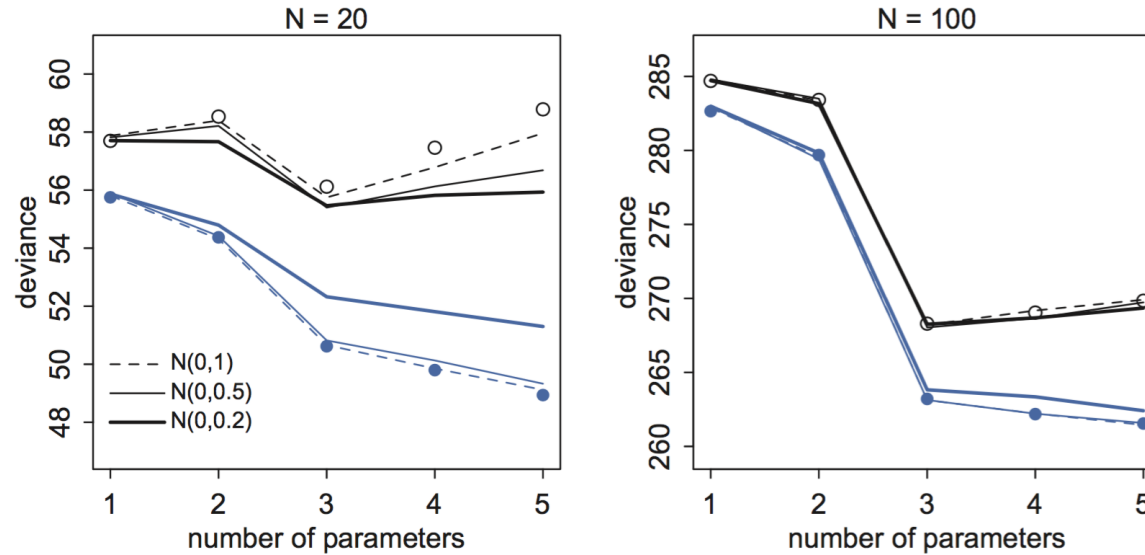 N = 20
deviance
60
58
56
54
52
50
48
N(0,1)
N(0,0.5)
N(0,0.2)
1 2 3 4 5
number of parameters
N = 100
deviance
285
280
275
270
265
260
1 2 3 4 5
number of parameters